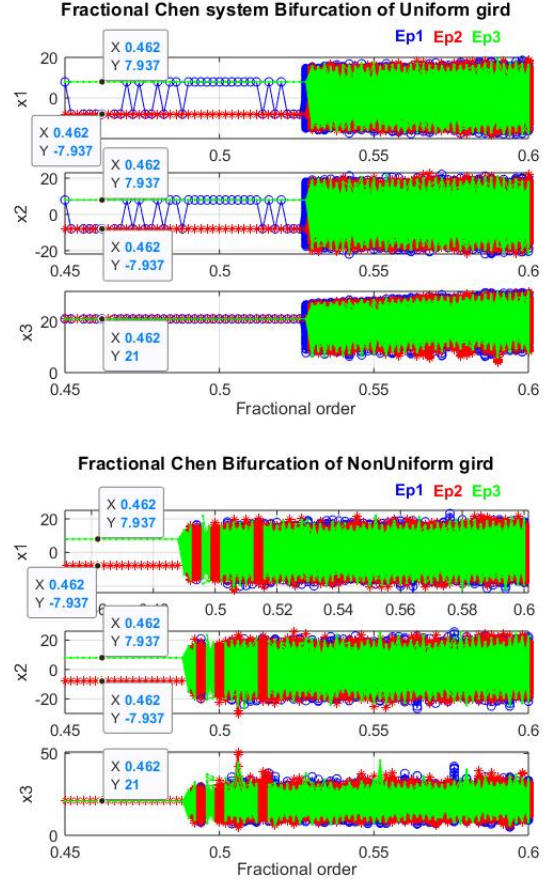 Fractional Chen system Bifurcation of Uniform gird
Ep1 Ep2 Ep3
X 0.462
Y 7.937
x1
0
X 0.462
Y -7.937
0.5
0.55
0.6
20
X 0.462
Y 7.937
x2
0
-20
X 0.462
Y -7.937
0.45
0.5
0.55
0.6
x3
20
0
X 0.462
Y 21
0.45
0.5
0.55
0.6
Fractional order
Fractional Chen Bifurcation of NonUniform gird
Ep1 Ep2 Ep3
20
X 0.462
Y 7.937
x1
0
X 0.462
Y -7.937
0.5
0.52
0.54
0.56
0.58
0.6
20
X 0.462
Y 7.937
x2
0
-20
X 0.462
Y -7.937
0.45
0.5
0.55
0.6
50
x3
0
X 0.462
Y 21
0.45
0.5
0.55
0.6
Fractional order